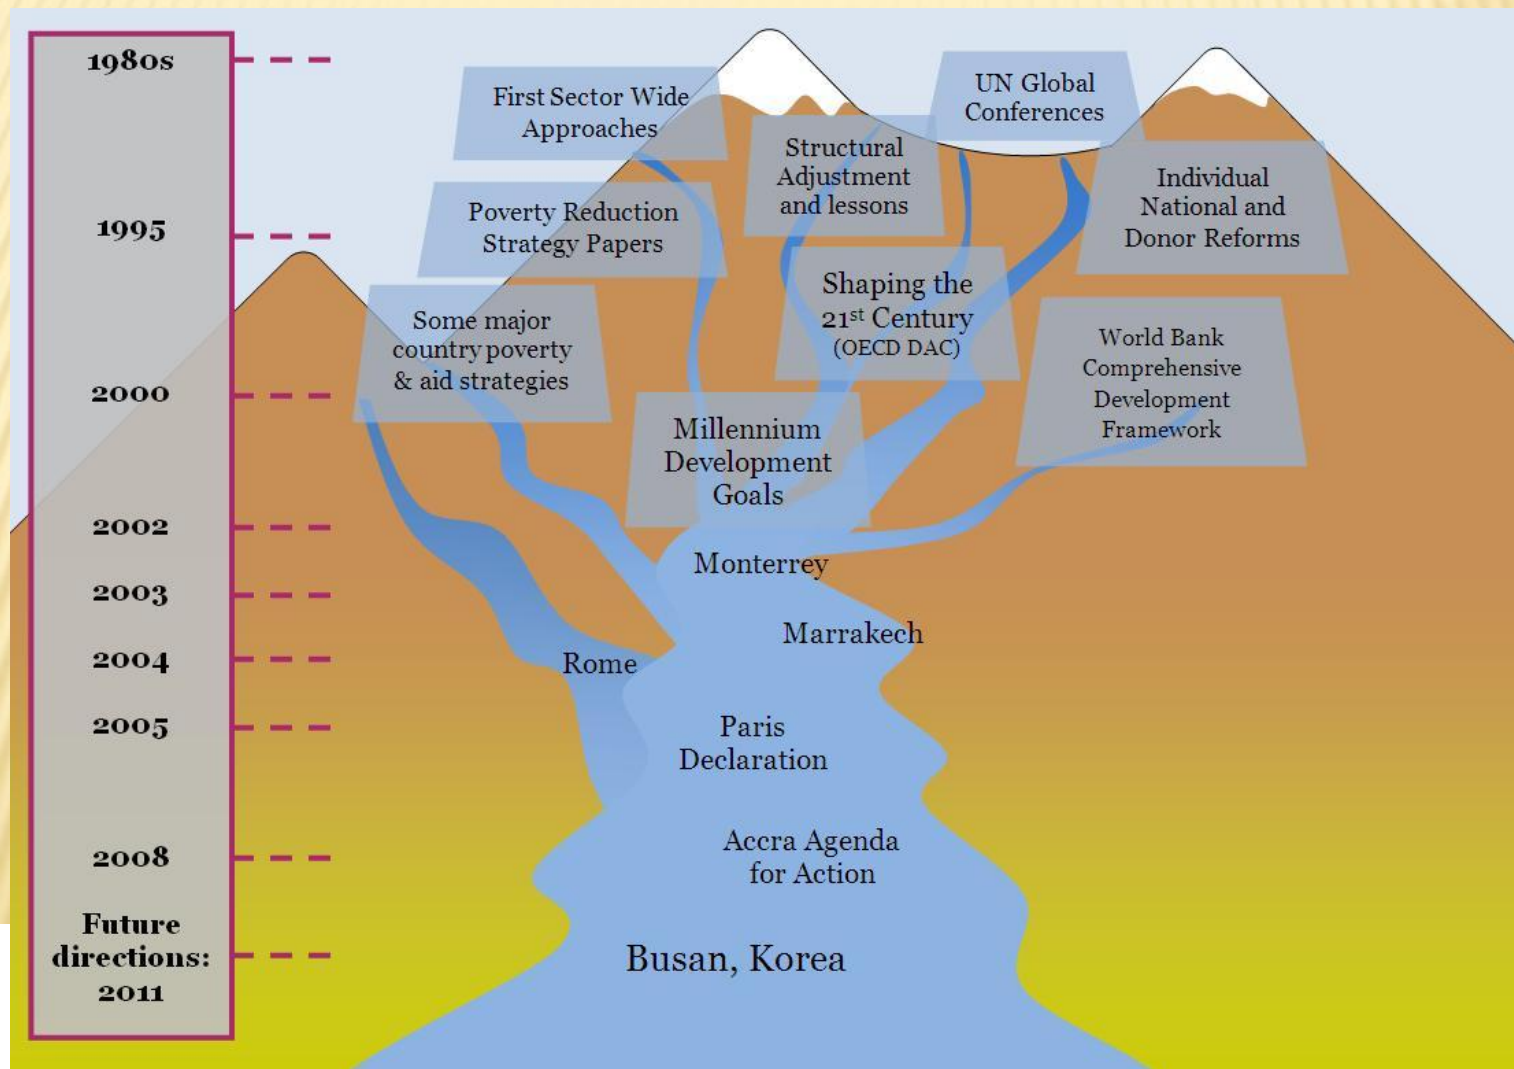 1980s
1995
2000
2002
2003
2004
2005
2008
Future
directions:
2011
First Sector Wide
Approaches
UN Global
Conferences
Structural
Adjustment
and lessons
Individual
National and
Donor Reforms
Poverty Reduction
Strategy Papers
Shaping the
21st Century
(OECD DAC)
Some major
country poverty
& aid strategies
World Bank
Comprehensive
Development
Framework
Millennium
Development
Goals
Monterrey
Marrakech
Rome
Paris
Declaration
Accra Agenda
for Action
Busan, Korea